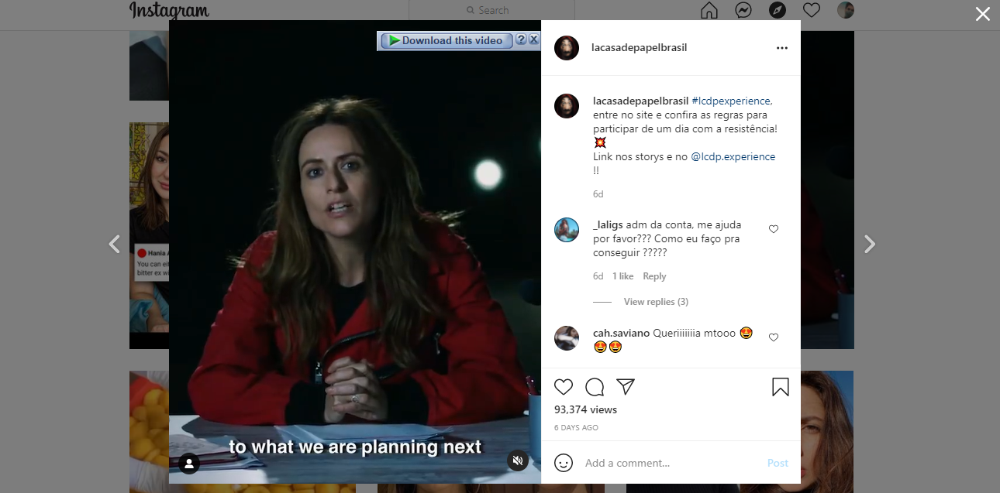 Instagram
Search
Download this video ? X
lacasadepapelbrasil
lacasadepapelbrasil #lcdpexperience,
entre no site e confira as regras para
participar de um dia com a resistência!
💥
Link nos storys e no @lcdp.experience
!!
6d
_laligs adm da conta, me ajuda
por favor??? Como eu faço pra
conseguir ?????
6d 1 like Reply
View replies (3)
cah.saviano Queriiiiiiia mtooo 🤩
🤩🤩
93,374 views
6 DAYS AGO
Add a comment... Post
to what we are planning next
Hania
You can
bitter ex